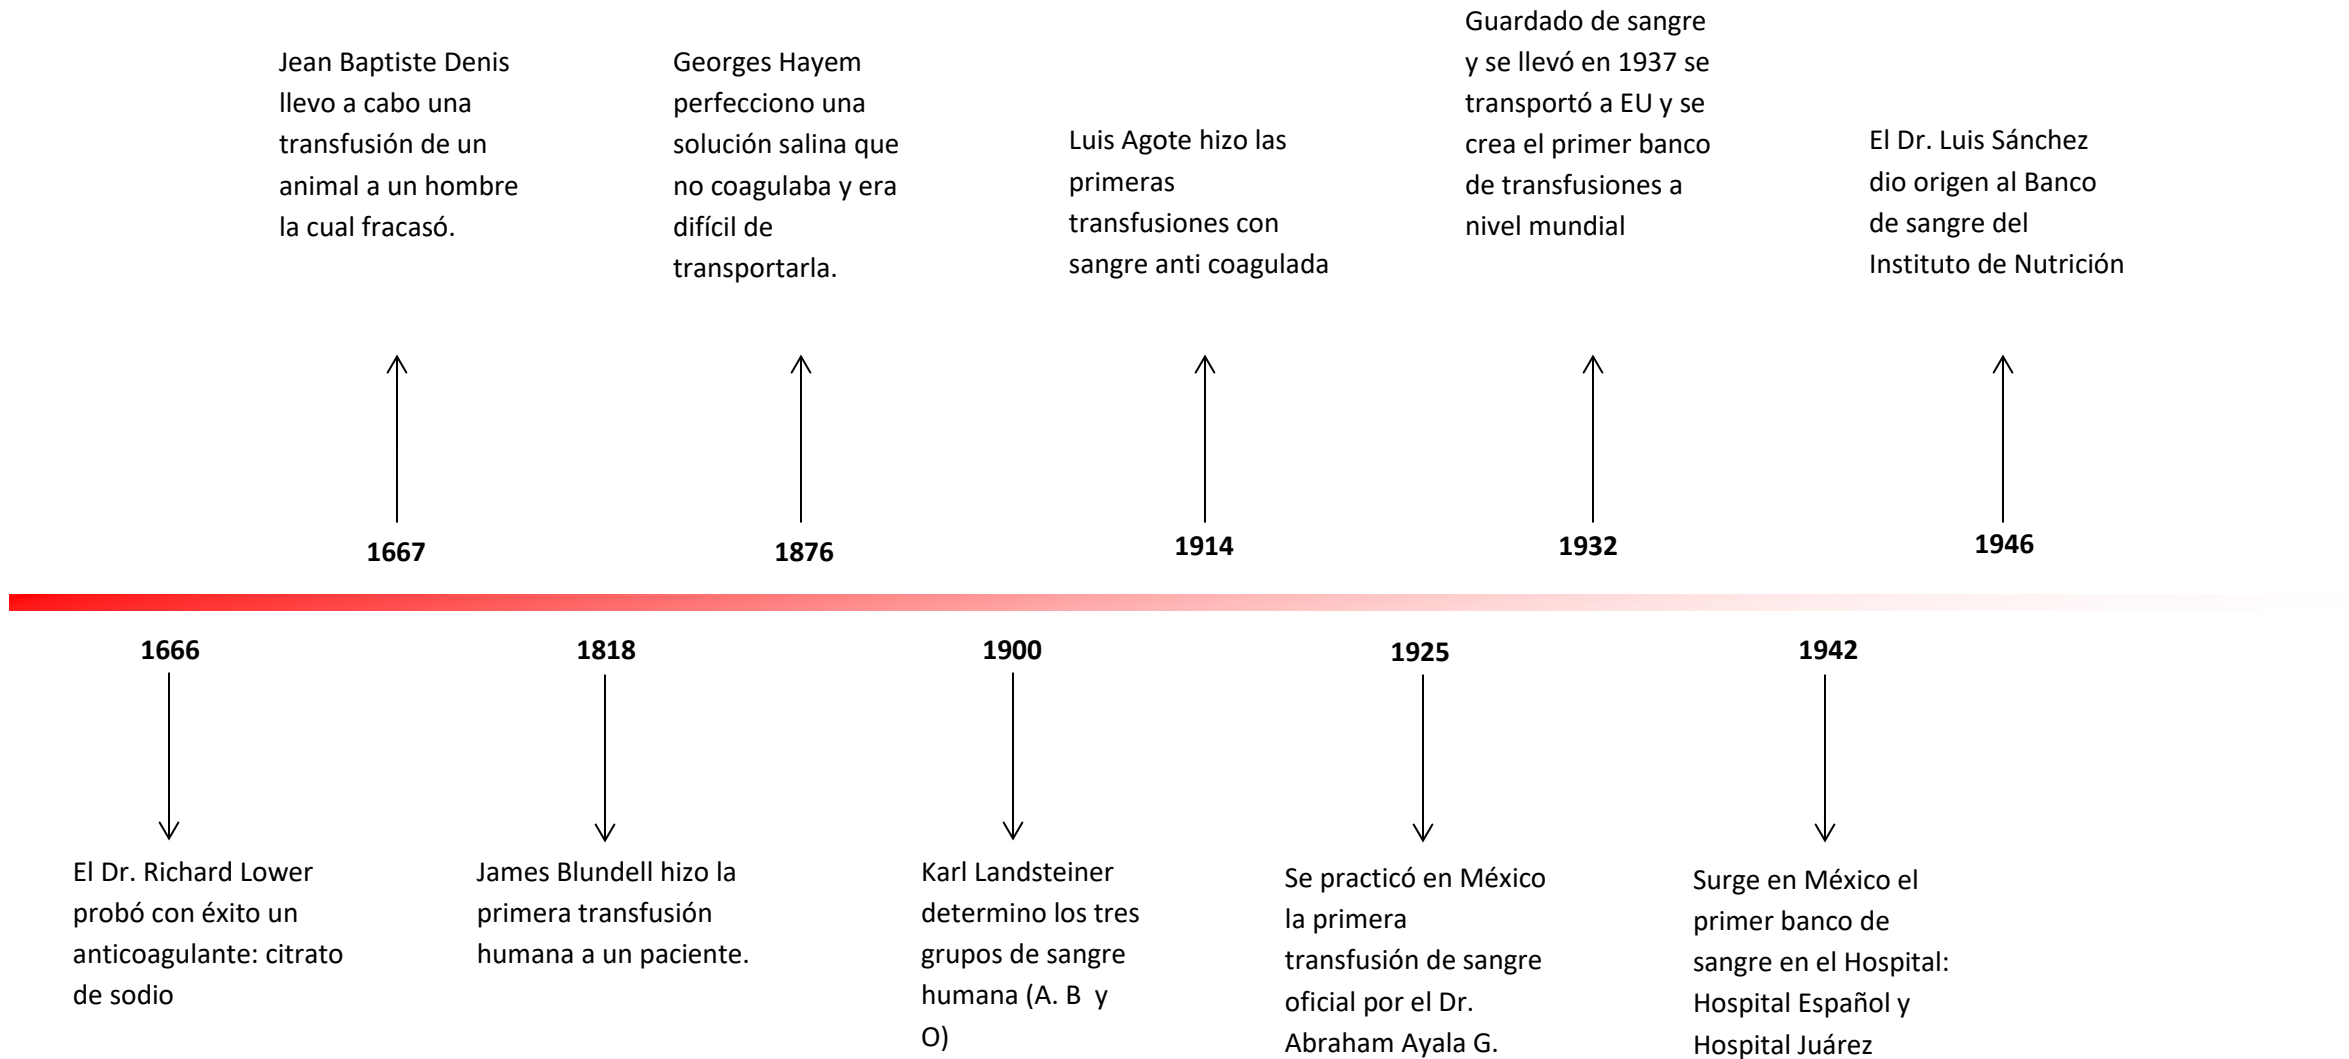 Jean Baptiste Denis
llevo a cabo una
transfusión de un
animal a un hombre
la cual fracasó.
Georges Hayem
perfecciono una
solución salina que
no coagulaba y era
difícil de
transportarla.
Luis Agote hizo las
primeras
transfusiones con
sangre anti coagulada
Guardado de sangre
y se llevó en 1937 se
transportó a EU y se
crea el primer banco
de transfusiones a
nivel mundial
El Dr. Luis Sánchez
dio origen al Banco
de sangre del
Instituto de Nutrición
1667
1876
1914
1932
1946
1666
1818
1900
1925
1942
El Dr. Richard Lower
probó con éxito un
anticoagulante: citrato
de sodio
James Blundell hizo la
primera transfusión
humana a un paciente.
Karl Landsteiner
determino los tres
grupos de sangre
humana (A. B  y
O)
Se practicó en México
la primera
transfusión de sangre
oficial por el Dr.
Abraham Ayala G.
Surge en México el
primer banco de
sangre en el Hospital:
Hospital Español y
Hospital Juárez